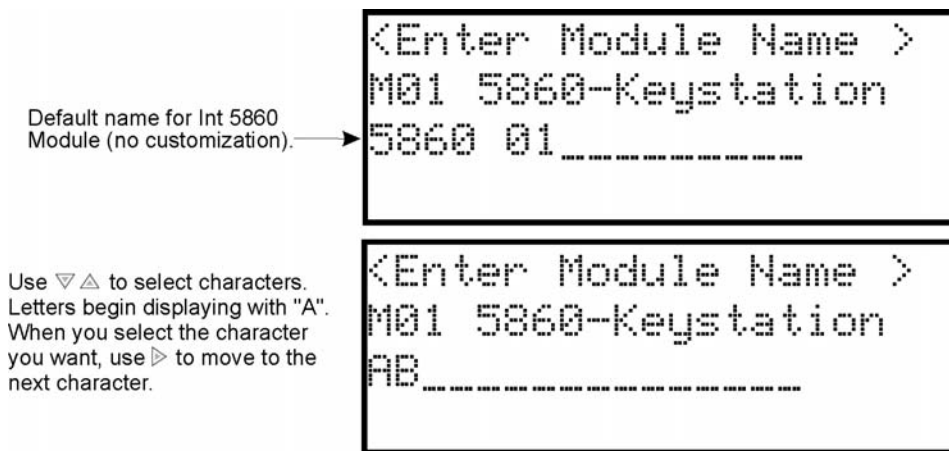 <Enter Module Name >
M01 5860-Keystation
Default name for Int 5860
Module (no customization).
5860 01__________
Use ▽ △ to select characters.
Letters begin displaying with "A".
When you select the character
you want, use ▷ to move to the
next character.
<Enter Module Name >
M01 5860-Keystation
AB______________